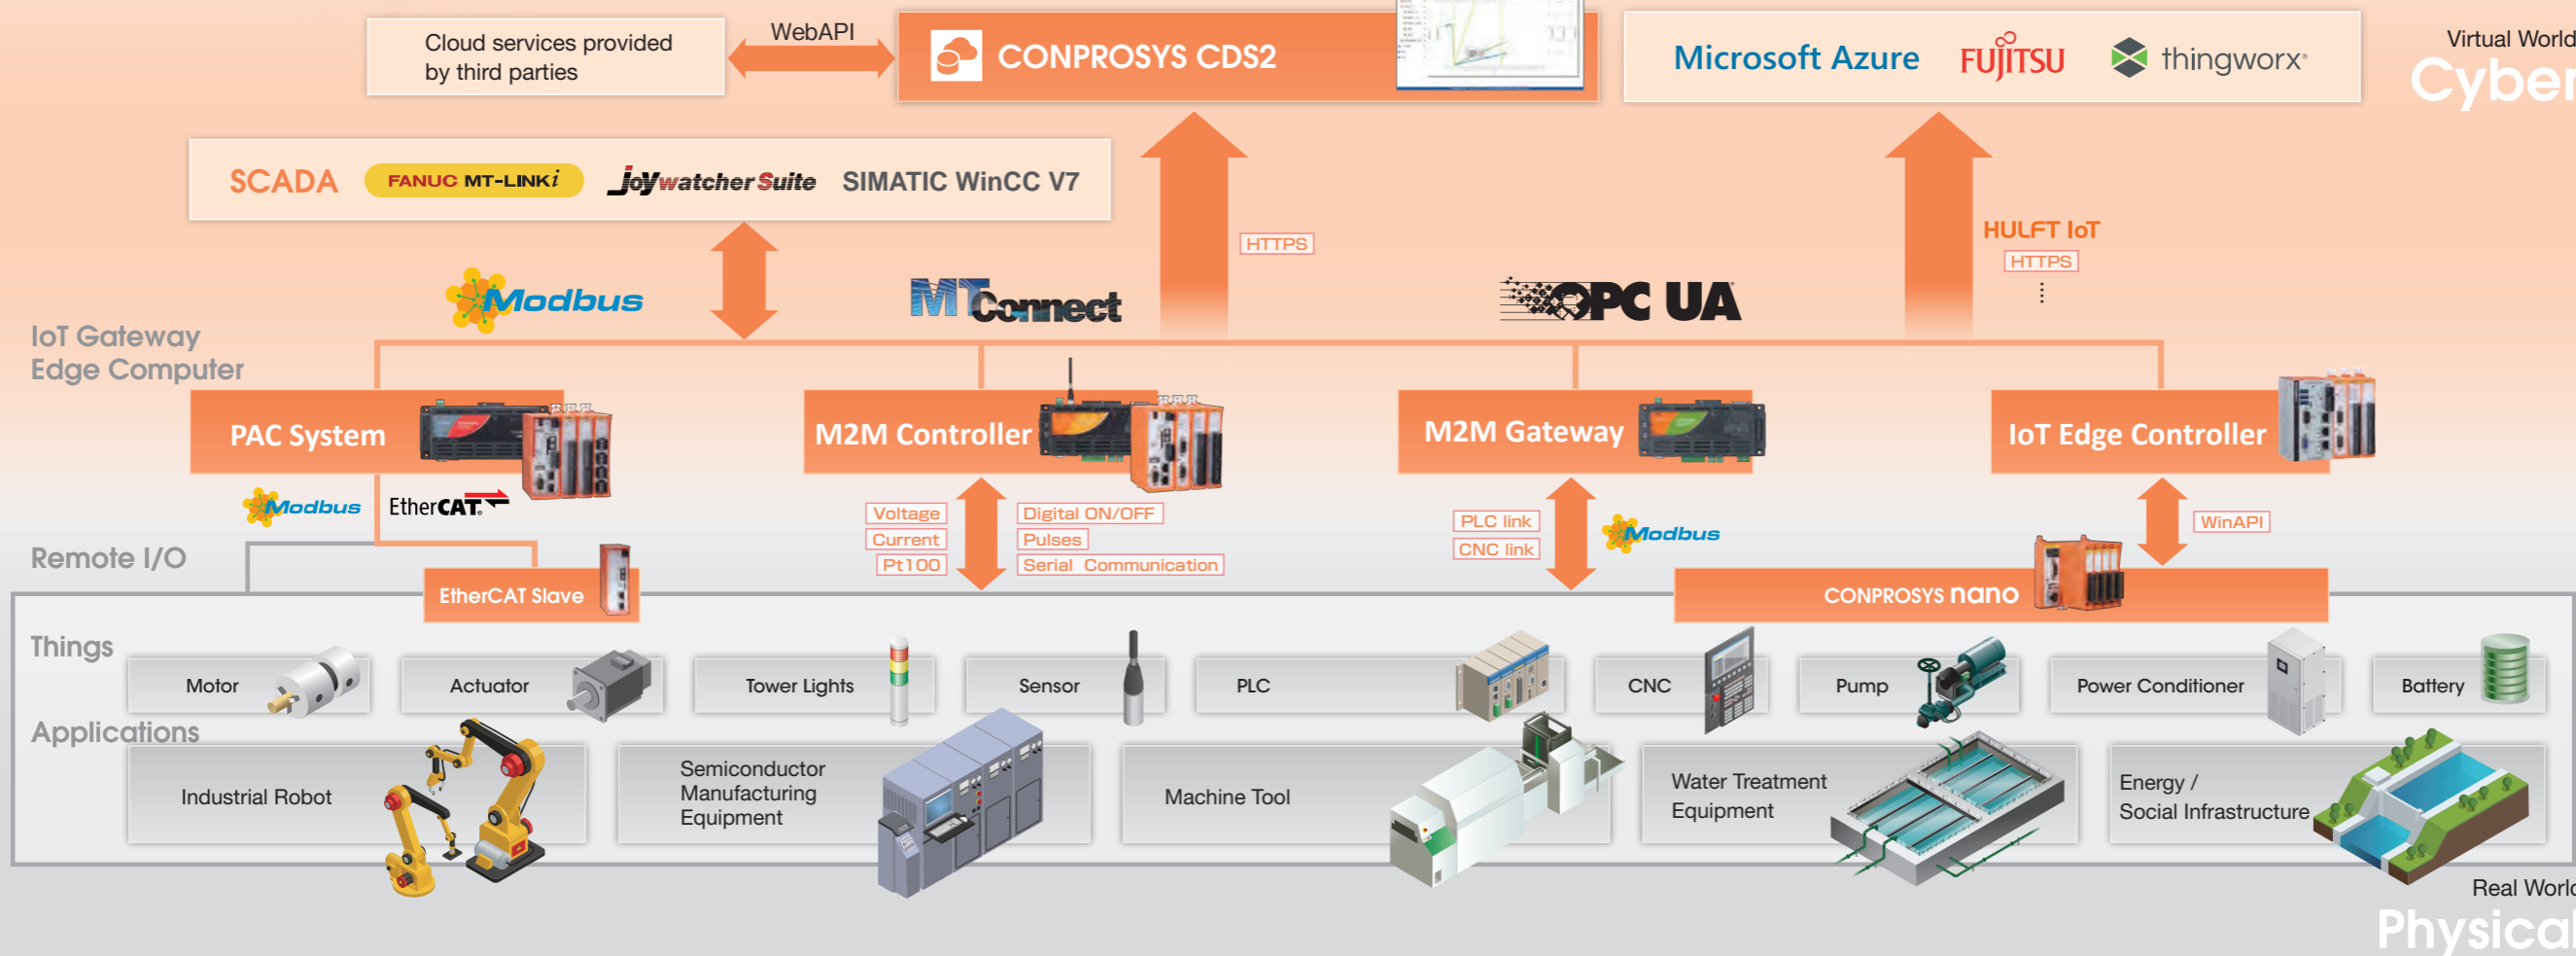 Cloud services provided
by third parties
WebAPI
CONPROSYS CDS2
Microsoft Azure
FUJITSU
thingworx®
Virtual World
Cyber
SCADA
FANUC MT-LINKi
JoyWatcher Suite
SIMATIC WinCC V7
HTTPS
HULFT IoT
HTTPS
Modbus
MTConnect
OPC UA
IoT Gateway
Edge Computer
PAC System
M2M Controller
M2M Gateway
IoT Edge Controller
Modbus
EtherCAT
Voltage
Current
Pt100
Digital ON/OFF
Pulses
Serial Communication
PLC link
CNC link
Modbus
WinAPI
Remote I/O
EtherCAT Slave
CONPROSYS nano
Things
Motor
Actuator
Tower Lights
Sensor
PLC
CNC
Pump
Power Conditioner
Battery
Applications
Industrial Robot
Semiconductor
Manufacturing
Equipment
Machine Tool
Water Treatment
Equipment
Energy /
Social Infrastructure
Real World
Physical